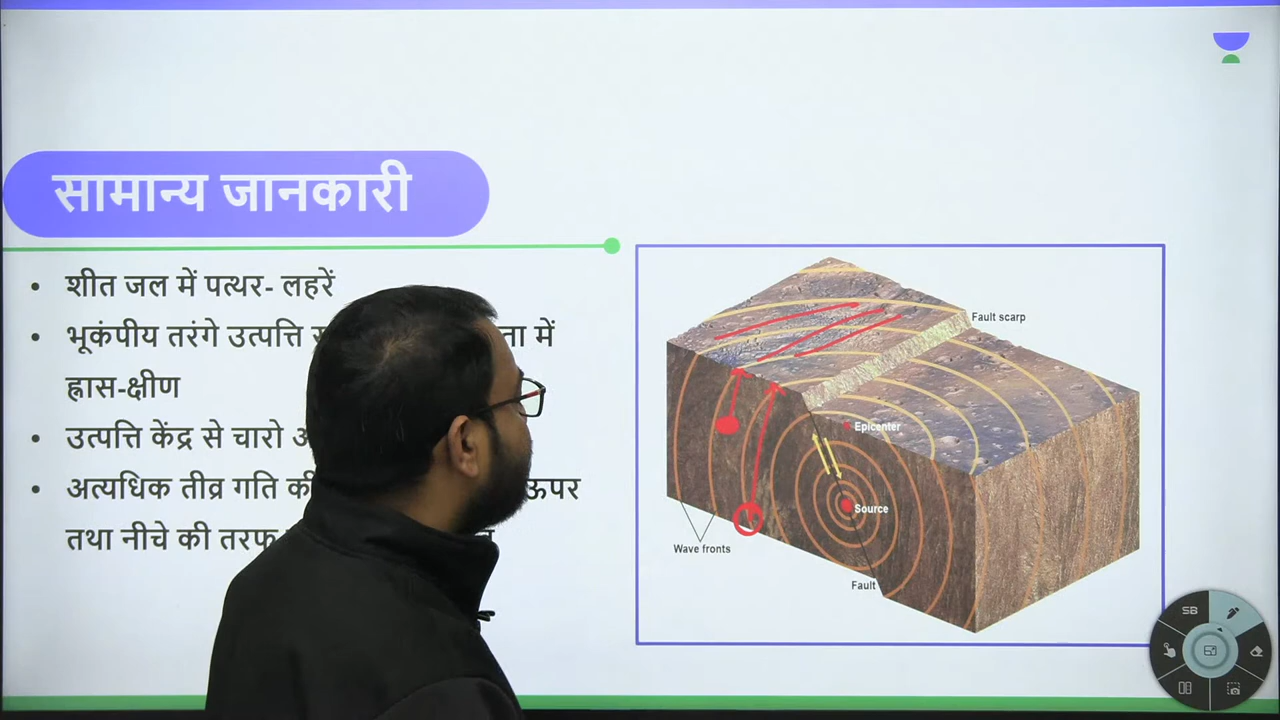 सामान्य जानकारी
शीत जल में पत्थर- लहरें
भूकंपीय तरंगे उत्पत्ति में
ह्रास-क्षीण
उत्पत्ति केंद्र से चारो
अत्यधिक तीव्र गति की ऊपर
तथा नीचे की तरफ
Fault scarp
Epicenter
Source
Wave fronts
Fault
SB